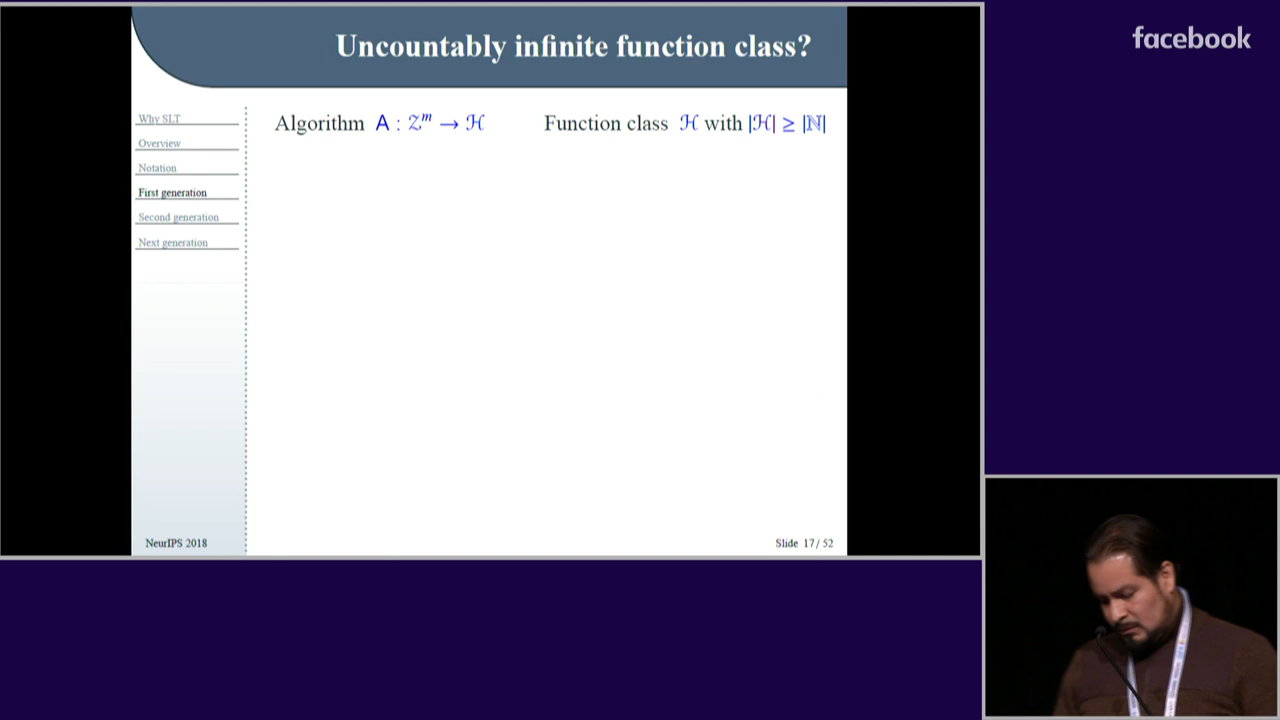 facebook
Uncountably infinite function class?
Why SLT
Overview
Notation
First generation
Second generation
Next generation
Algorithm A : 𝒵ᵐ → ℋ Function class ℋ with |ℋ| ≥ |ℕ|
NeurIPS 2018
Slide 17/ 52